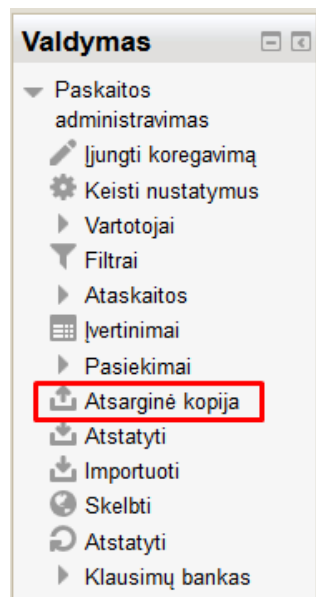 Valdymas
Paskaitos
administravimas
Įjungti koregavimą
Keisti nustatymus
Vartotojai
Filtrai
Ataskaitos
Įvertinimai
Pasiekimai
Atsarginė kopija
Atstatyti
Importuoti
Skelbti
Atstatyti
Klausimų bankas